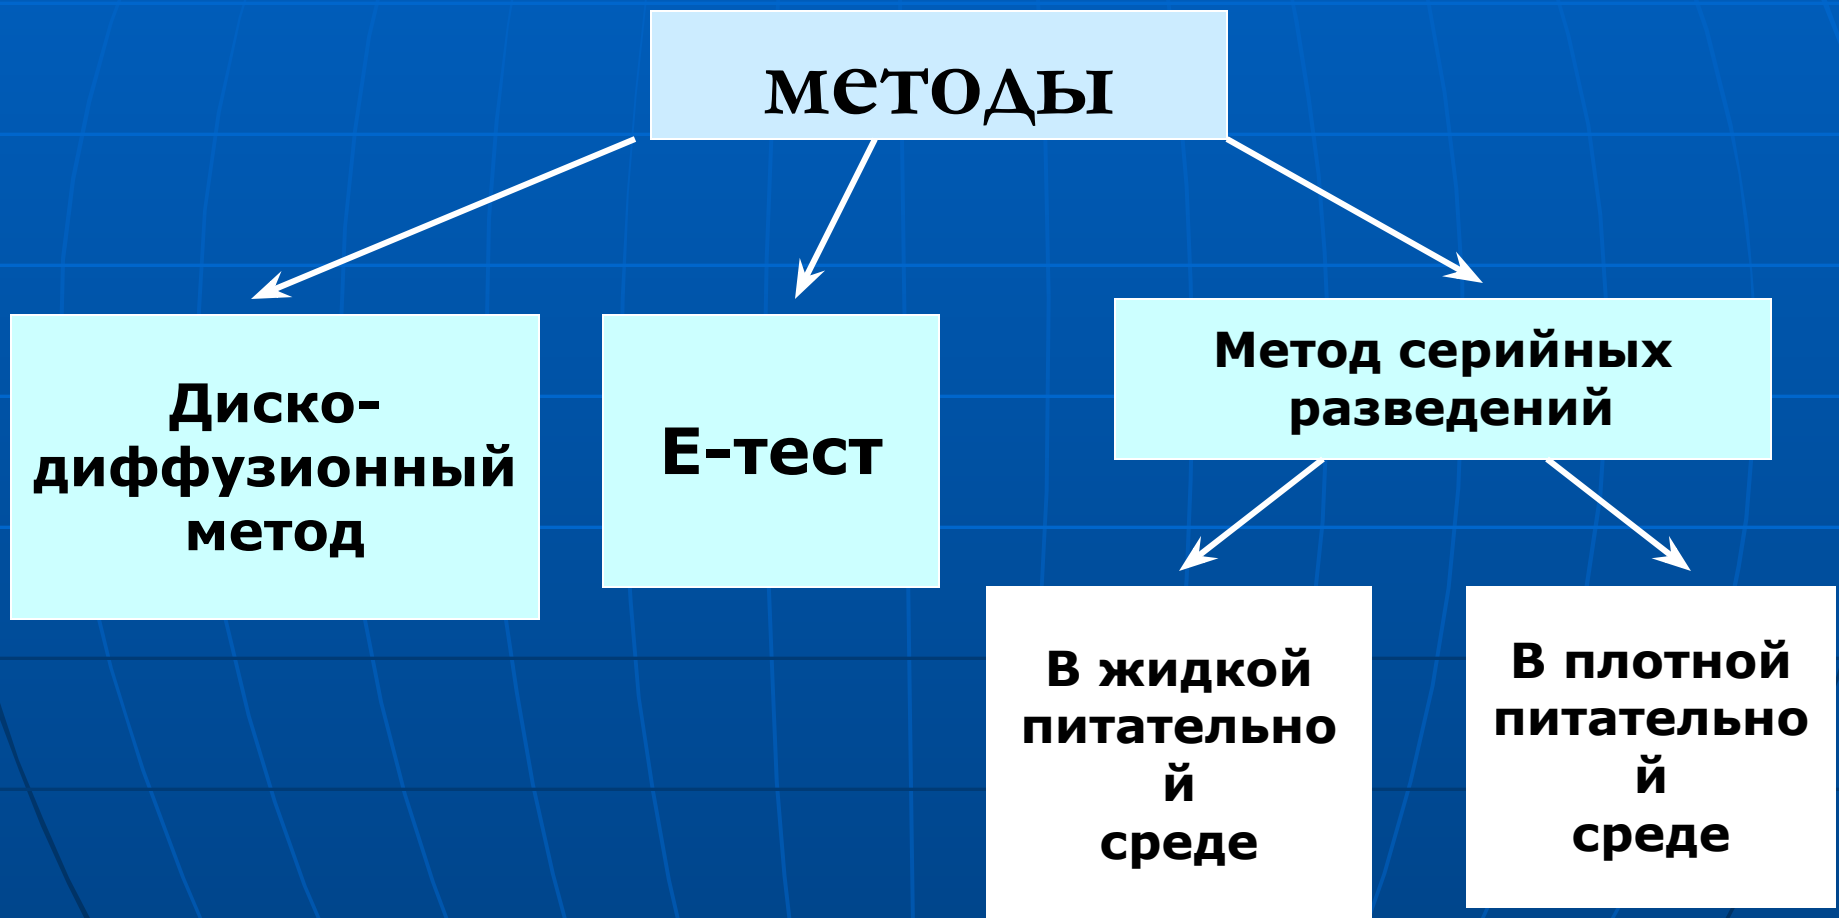 методы
Диско-
диффузионный
метод
Е-тест
Метод серийных
разведений
В жидкой
питательно
й
среде
В плотной
питательно
й
среде